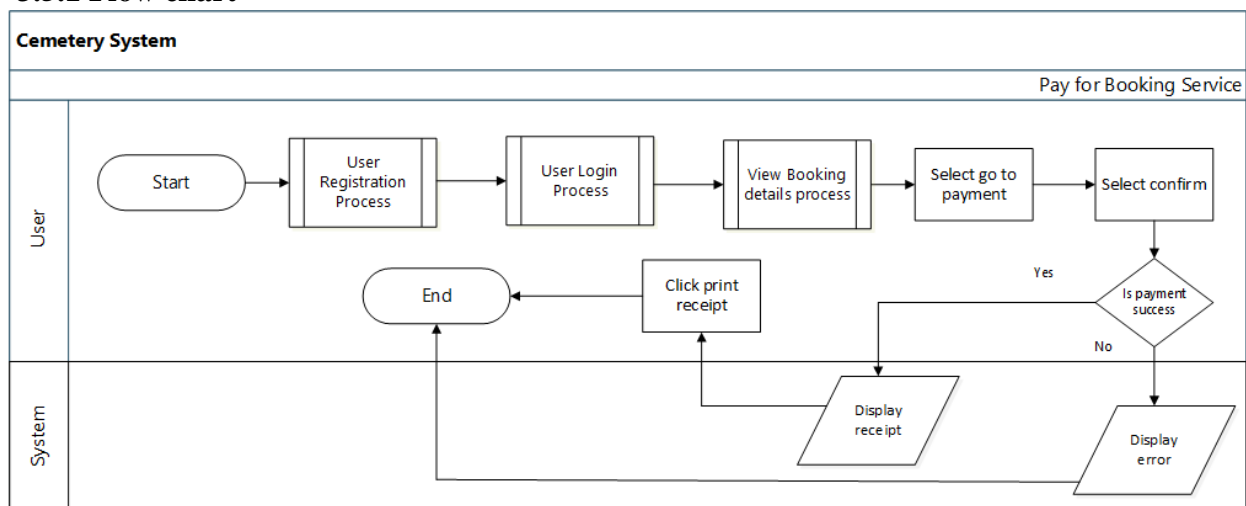 Cemetery System
Pay for Booking Service
User
Start
User
Registration
Process
User Login
Process
View Booking
details process
Select go to
payment
Select confirm
Is payment
success
Yes
No
Click print
receipt
End
System
Display
receipt
Display
error